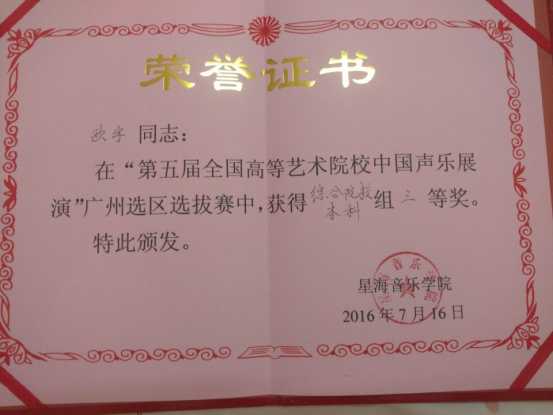 荣誉证书
欧宇 同志：
在“第五届全国高等艺术院校中国声乐展
演”广州选区选拔赛中，获得 综合院校本科 组 三 等奖。
特此颁发。
星海音乐学院
2016 年 7 月 16 日